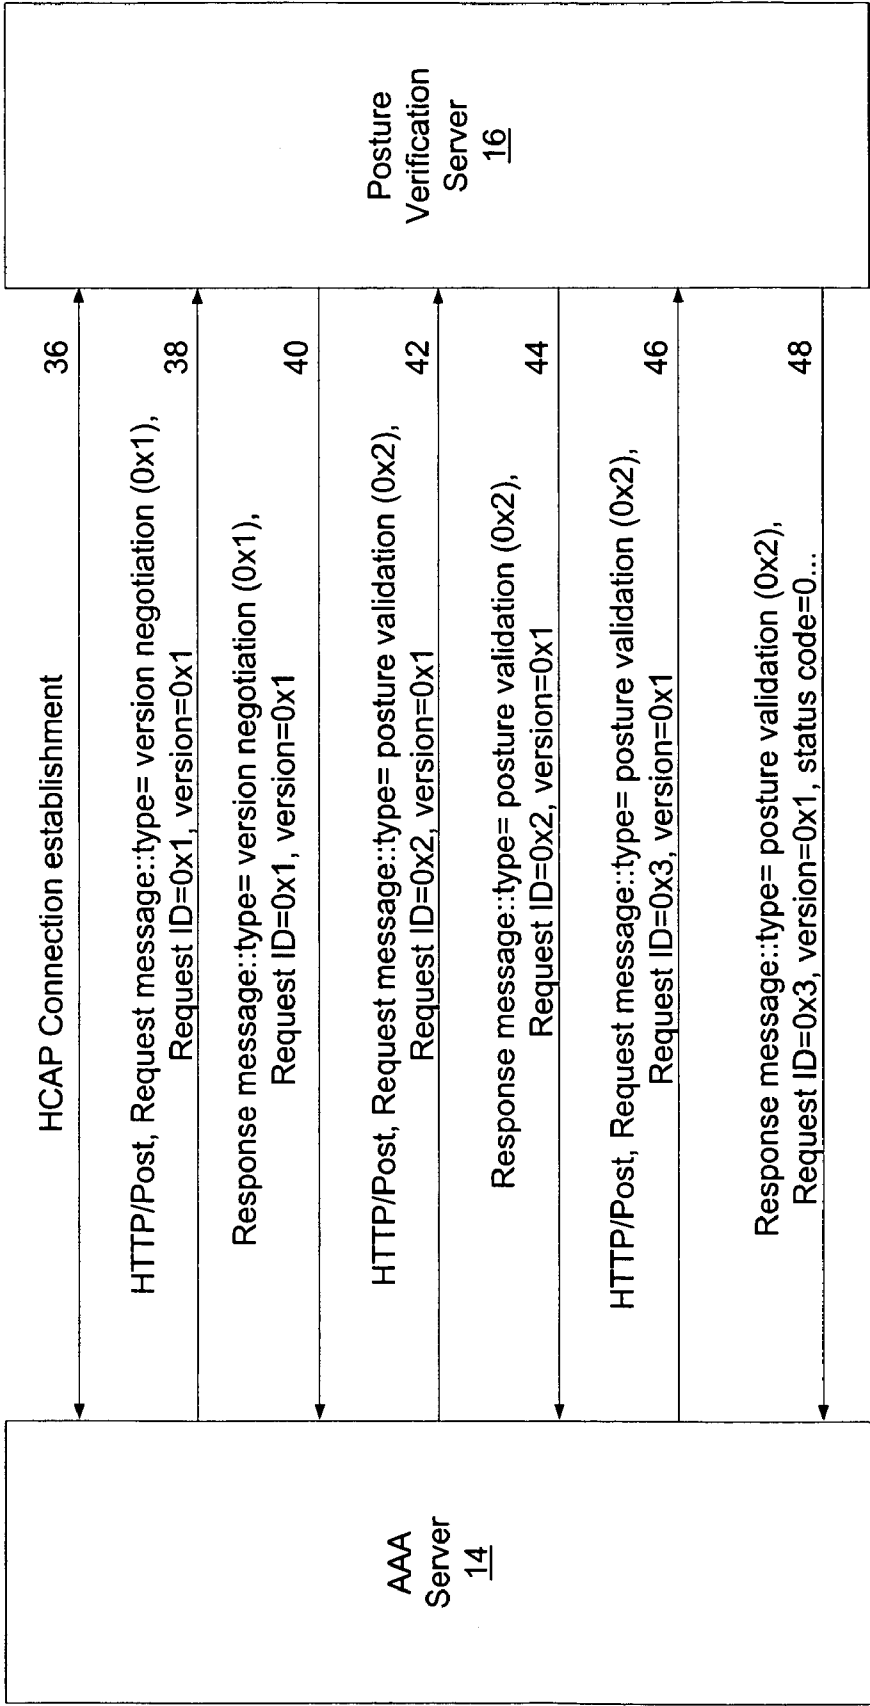 AAA
Server
14
HCAP Connection establishment
36
HTTP/Post, Request message::type= version negotiation (0x1),
Request ID=0x1, version=0x1
38
Response message::type= version negotiation (0x1),
Request ID=0x1, version=0x1
40
HTTP/Post, Request message::type= posture validation (0x2),
Request ID=0x2, version=0x1
42
Response message::type= posture validation (0x2),
Request ID=0x2, version=0x1
44
HTTP/Post, Request message::type= posture validation (0x2),
Request ID=0x3, version=0x1
46
Response message::type= posture validation (0x2),
Request ID=0x3, version=0x1, status code=0...
48
Posture
Verification
Server
16